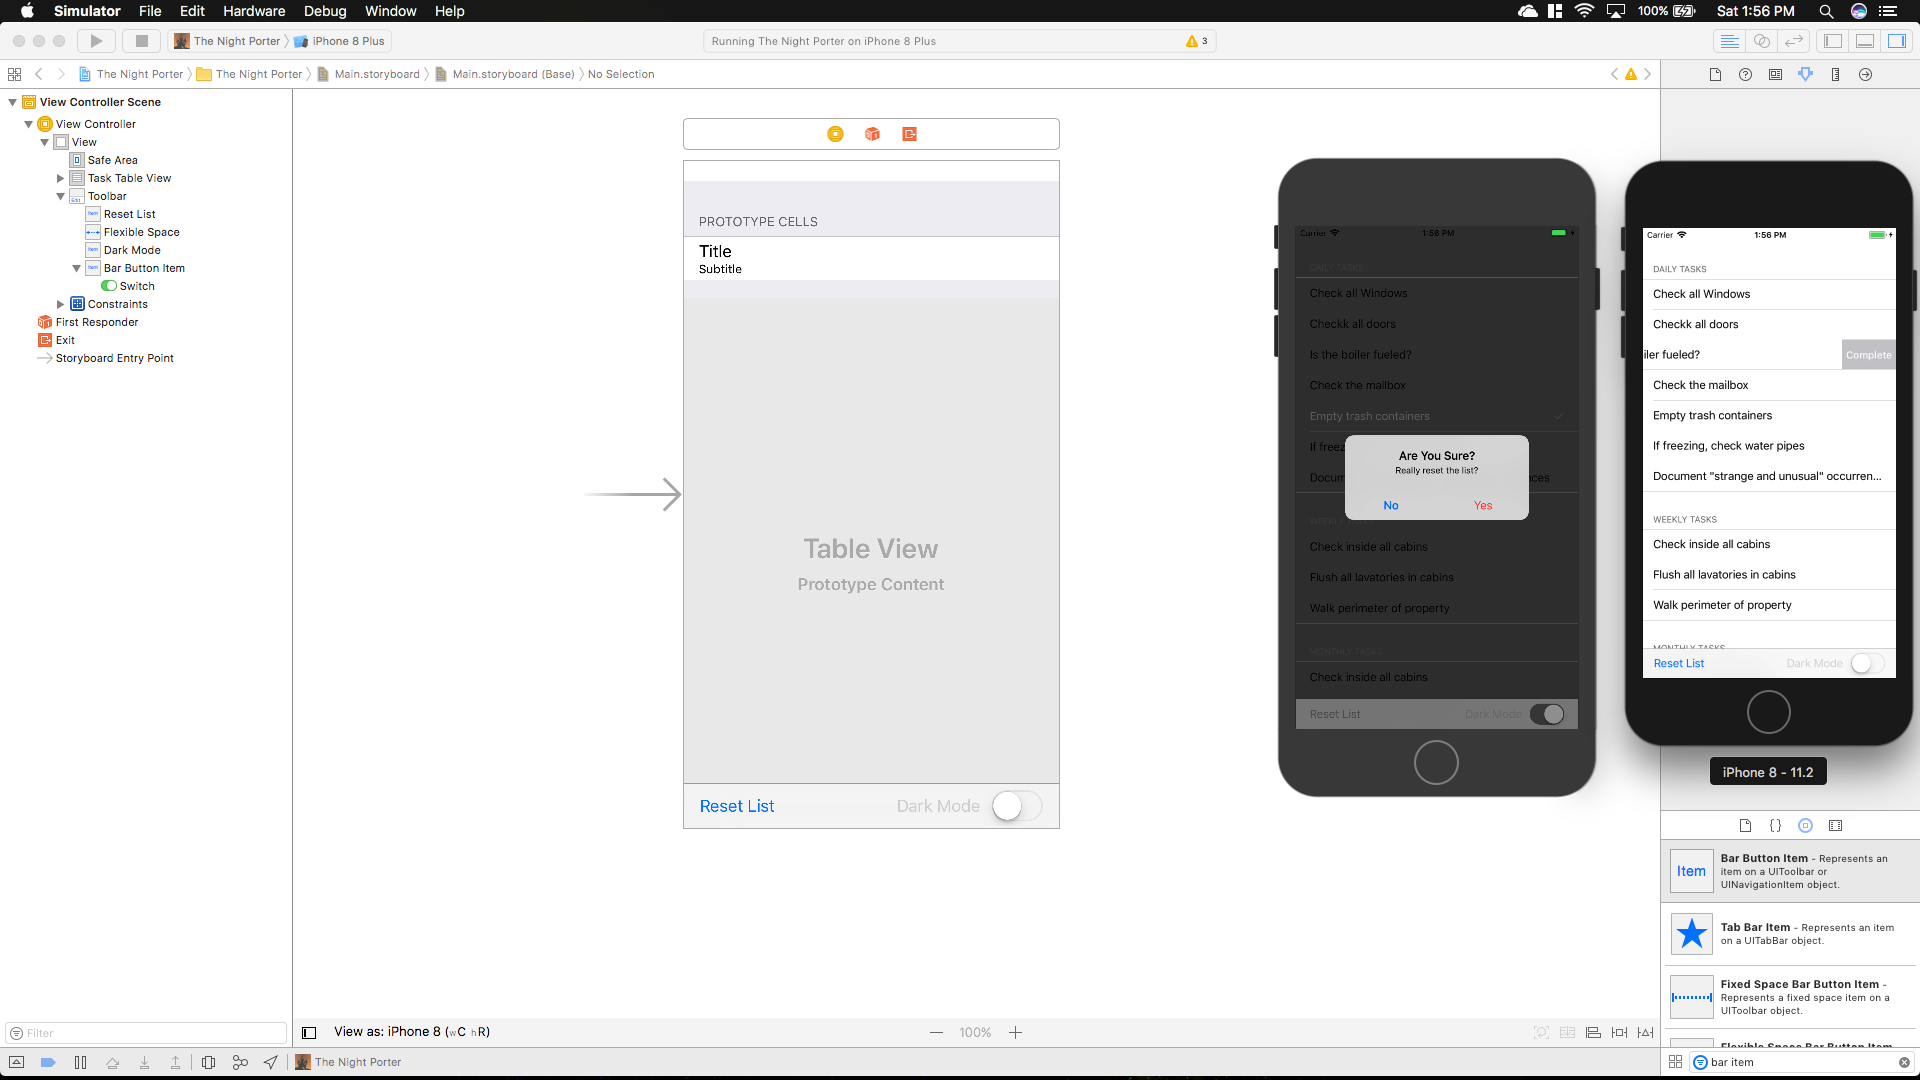 Simulator File Edit Hardware Debug Window Help 100% Sat 1:56 PM
The Night Porter iPhone 8 Plus
Running The Night Porter on iPhone 8 Plus 3
The Night Porter The Night Porter Main.storyboard Main.storyboard (Base) No Selection
View Controller Scene
View Controller
View
Safe Area
Task Table View
Toolbar
Reset List
Flexible Space
Dark Mode
Bar Button Item
Switch
Constraints
First Responder
Exit
Storyboard Entry Point
Filter
PROTOTYPE CELLS
Title
Subtitle
Table View
Prototype Content
Reset List Dark Mode
View as: iPhone 8 (wC hR)
100%
The Night Porter
Carrier 1:56 PM
DAILY TASKS
Check all Windows
Checkk all doors
Is the boiler fueled?
Check the mailbox
Empty trash containers
If freez
Docum nces
Are You Sure?
Really reset the list?
No Yes
WEEKLY
Check inside all cabins
Flush all lavatories in cabins
Walk perimeter of property
MONTHLY TASKS
Check inside all cabins
Reset List Dark Mode
Carrier 1:56 PM
DAILY TASKS
Check all Windows
Checkk all doors
iler fueled? Complete
Check the mailbox
Empty trash containers
If freezing, check water pipes
Document "strange and unusual" occurren...
WEEKLY TASKS
Check inside all cabins
Flush all lavatories in cabins
Walk perimeter of property
MONTHLY TASKS
Reset List Dark Mode
iPhone 8 - 11.2
{}
Item
Bar Button Item - Represents an
item on a UIToolbar or
UINavigationItem object.
Tab Bar Item - Represents an item
on a UITabBar object.
Fixed Space Bar Button Item -
Represents a fixed space item on a
UIToolbar object.
Flexible Space Bar Button Item
bar item